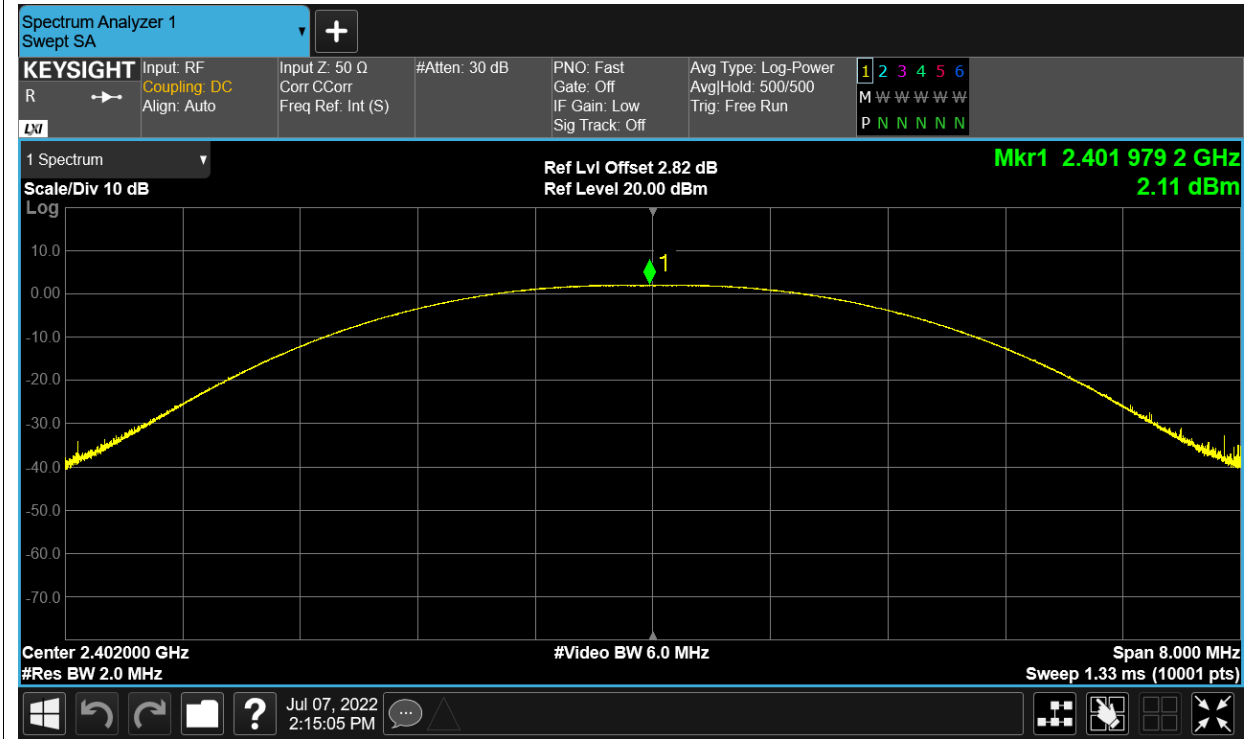 Spectrum Analyzer 1
Swept SA
+
KEYSIGHT
R
LXI
Input: RF
Coupling: DC
Align: Auto
Input Z: 50 Ω
Corr CCorr
Freq Ref: Int (S)
#Atten: 30 dB
PNO: Fast
Gate: Off
IF Gain: Low
Sig Track: Off
Avg Type: Log-Power
Avg|Hold: 500/500
Trig: Free Run
1 2 3 4 5 6
M W W W W W
P N N N N N
1 Spectrum
Scale/Div 10 dB
Log
Ref Lvl Offset 2.82 dB
Ref Level 20.00 dBm
Mkr1 2.401 979 2 GHz
2.11 dBm
1
10.0
0.00
-10.0
-20.0
-30.0
-40.0
-50.0
-60.0
-70.0
Center 2.402000 GHz
#Res BW 2.0 MHz
#Video BW 6.0 MHz
Span 8.000 MHz
Sweep 1.33 ms (10001 pts)
?
Jul 07, 2022
2:15:05 PM